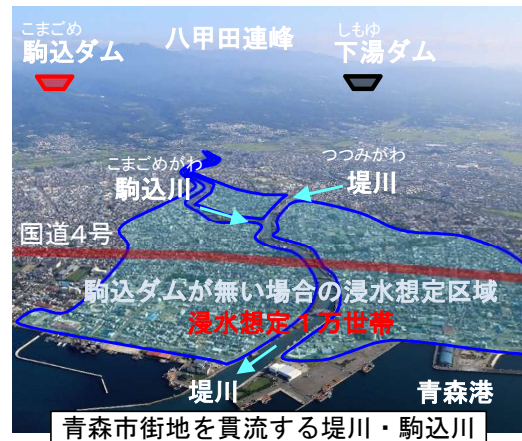 こまごめ
駒込ダム
八甲田連峰
しもゆ
下湯ダム
こまごめがわ
駒込川
つつみがわ
堤川
国道4号
駒込ダムが無い場合の浸水想定区域
浸水想定1万世帯
堤川
青森港
青森市街地を貫流する堤川・駒込川